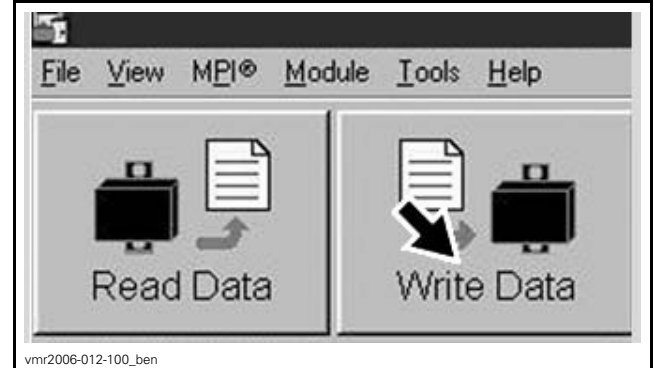 File View MPI® Module Tools Help
Read Data Write Data
vmr2006-012-100_ben